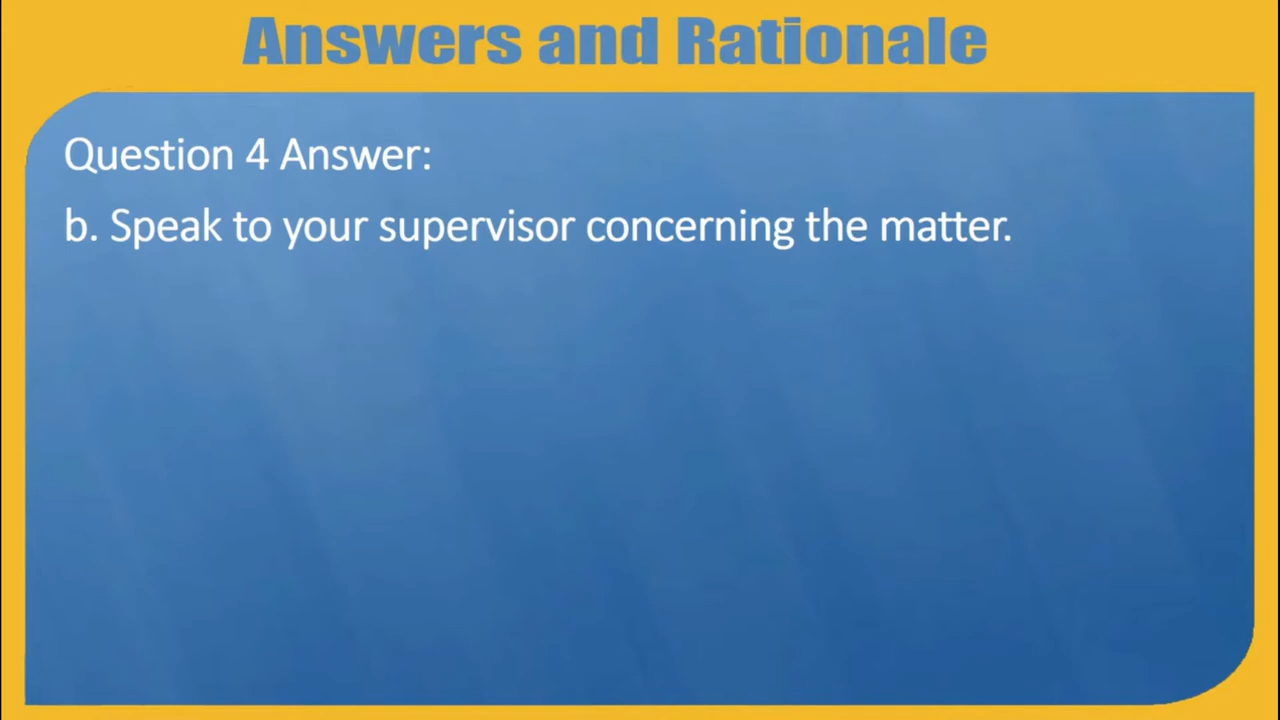 Answers and Rationale
Question 4 Answer:
b. Speak to your supervisor concerning the matter.